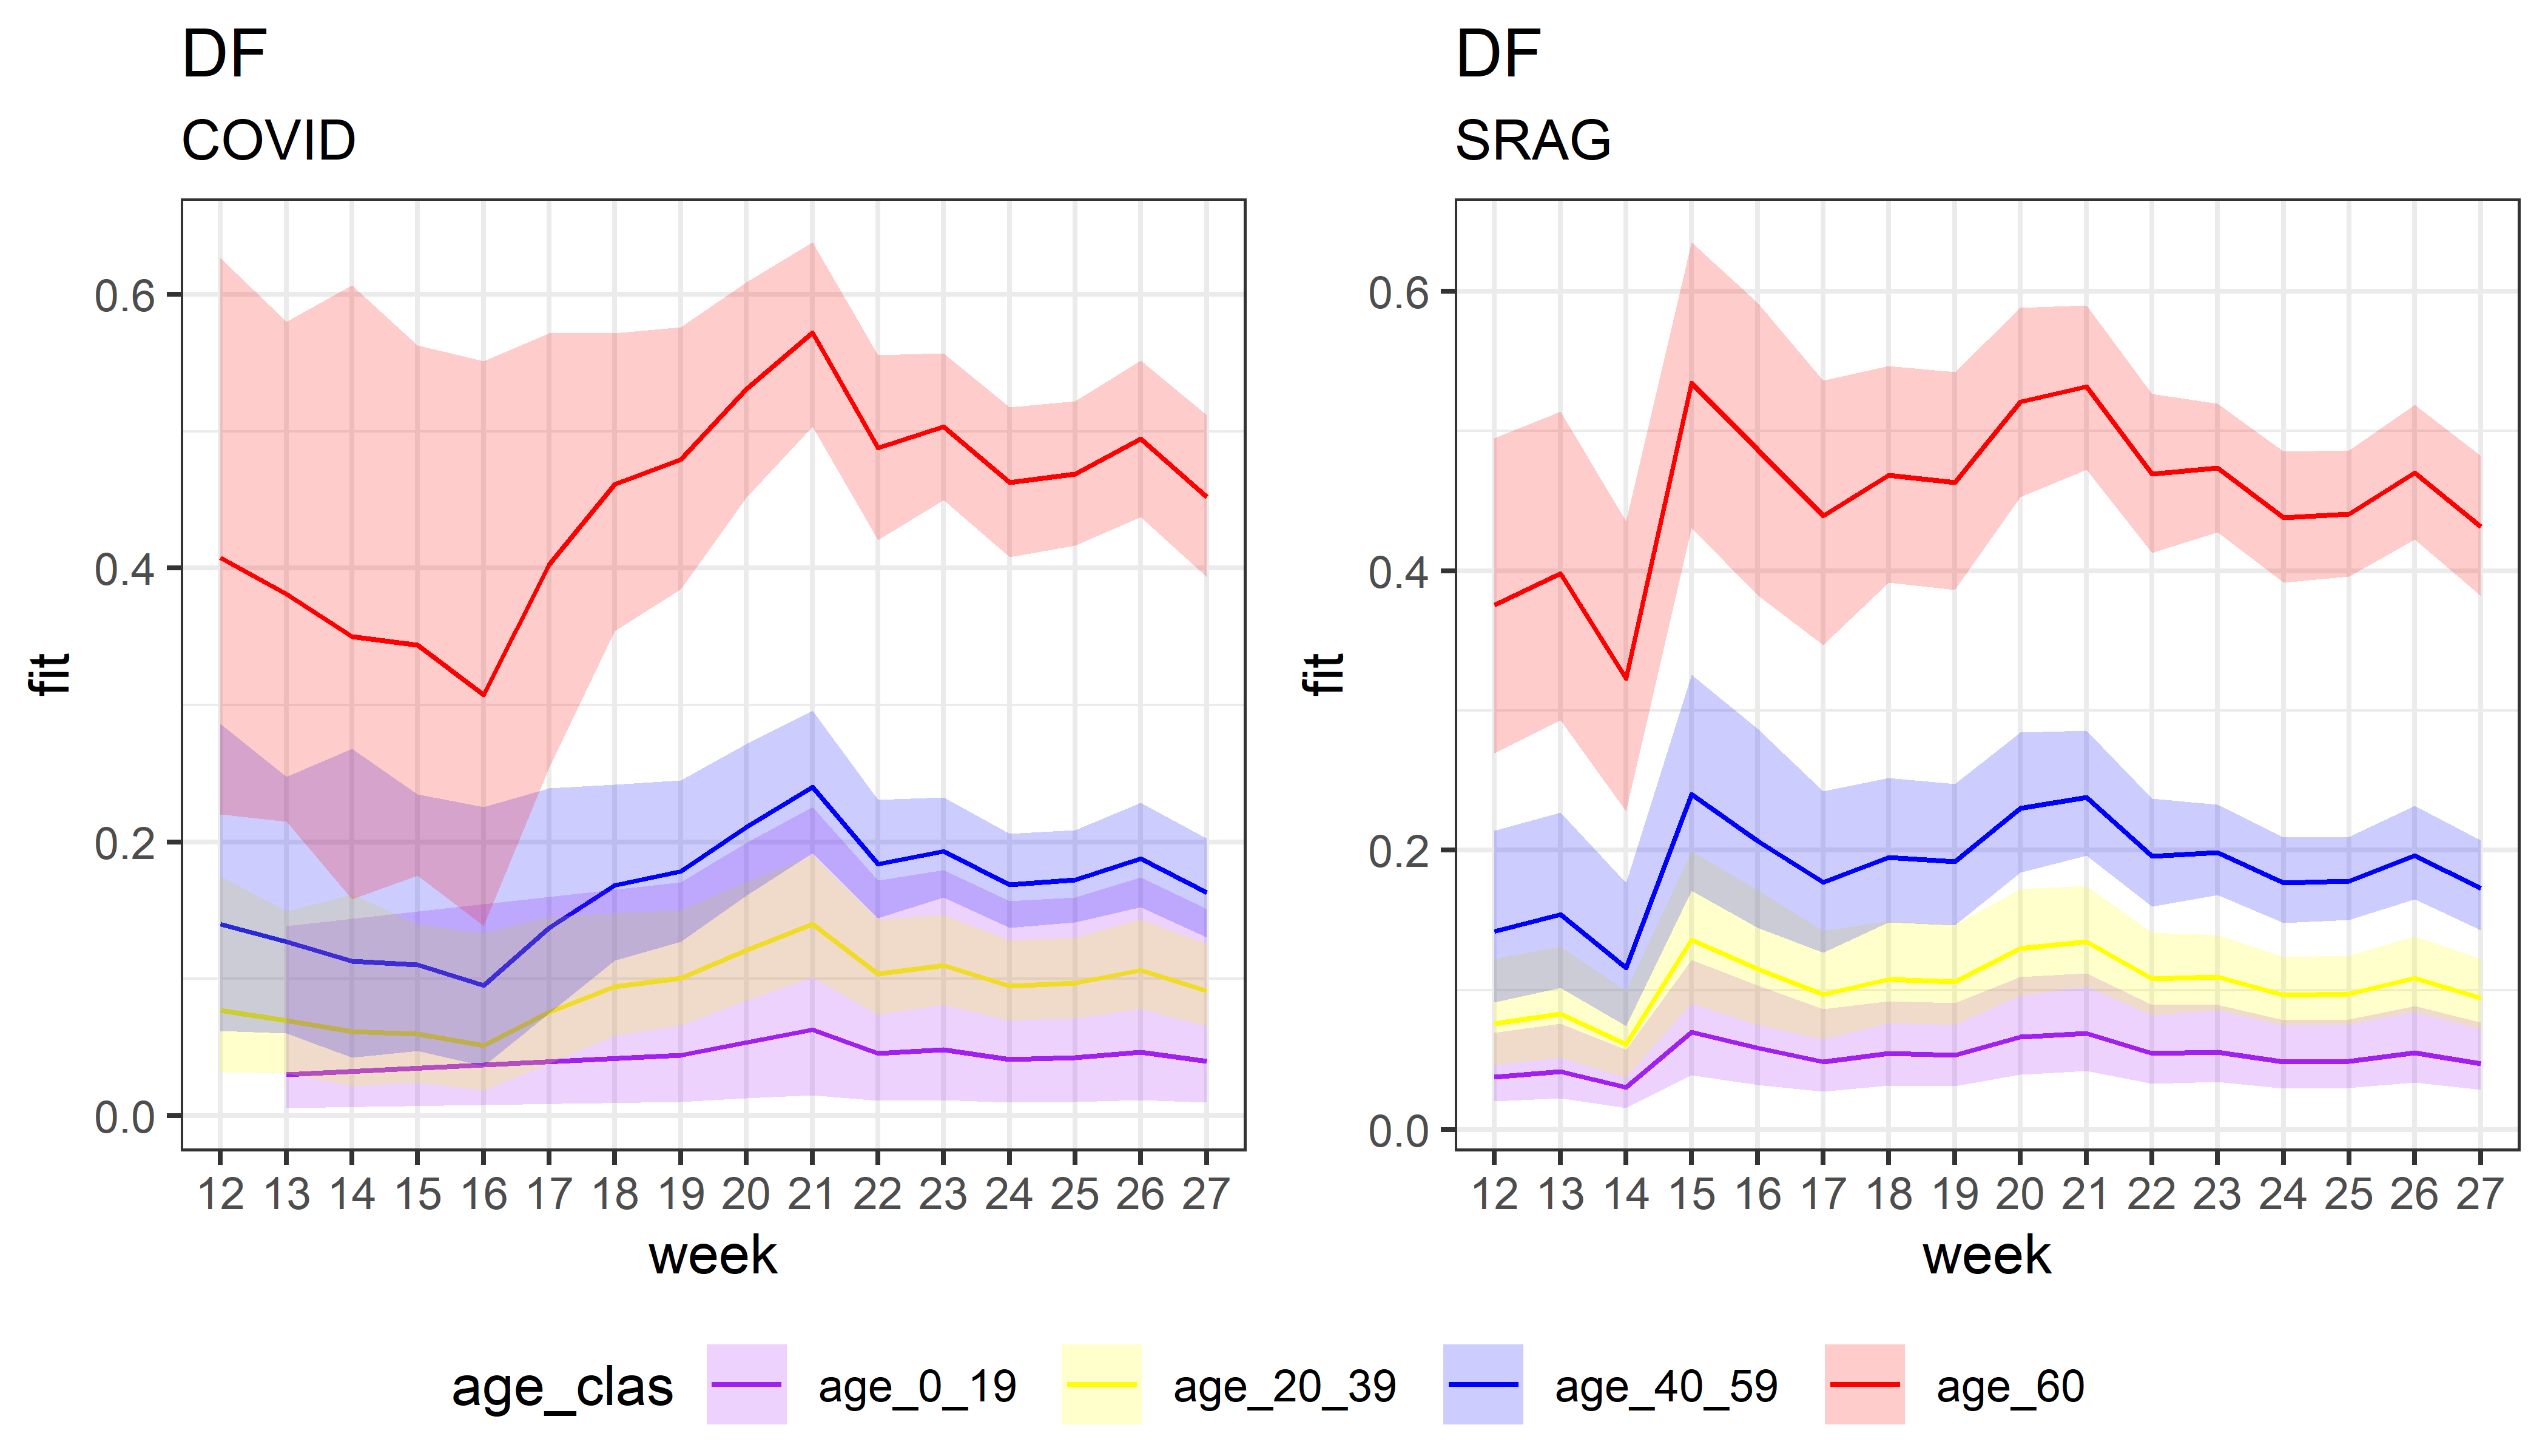 DF
COVID
fit
0.6
0.4
0.2
0.0
12 13 14 15 16 17 18 19 20 21 22 23 24 25 26 27
week
DF
SRAG
fit
0.6
0.4
0.2
0.0
12 13 14 15 16 17 18 19 20 21 22 23 24 25 26 27
week
age_clas age_0_19 age_20_39 age_40_59 age_60